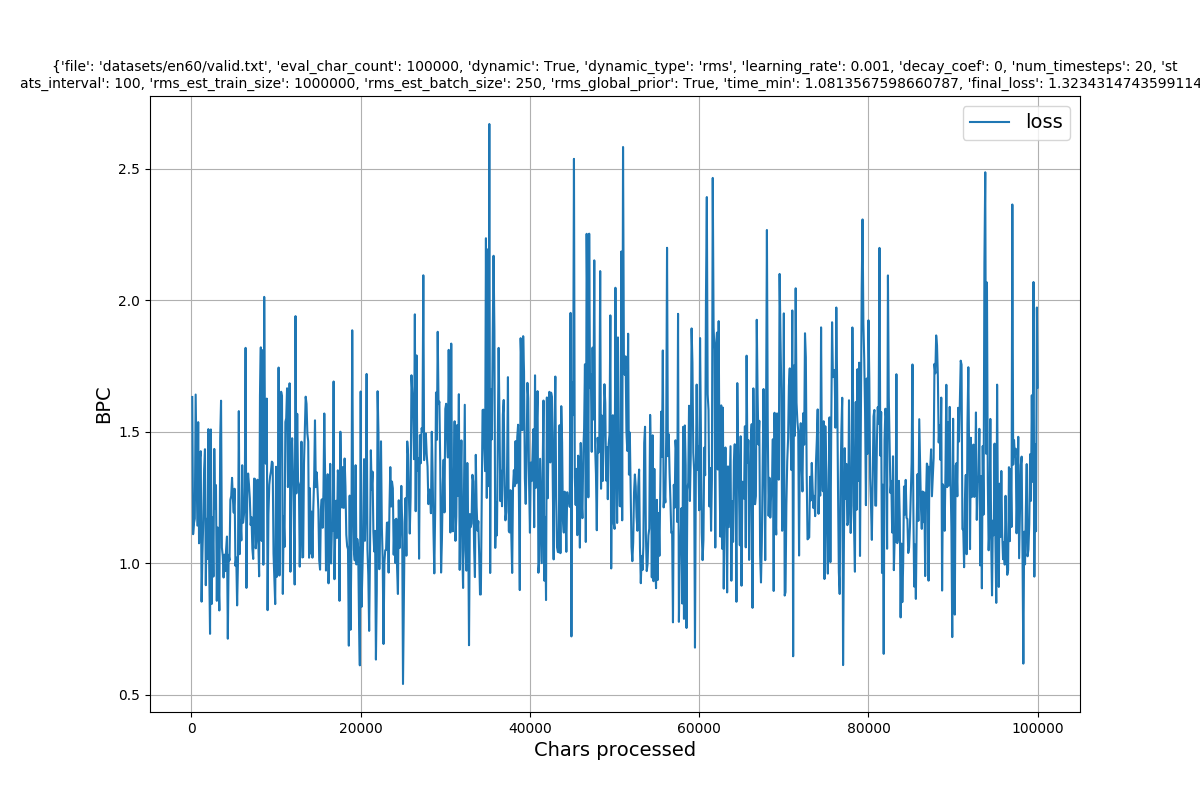 {'file': 'datasets/en60/valid.txt', 'eval_char_count': 100000, 'dynamic': True, 'dynamic_type': 'rms', 'learning_rate': 0.001, 'decay_coef': 0, 'num_timesteps': 20, 'st
ats_interval': 100, 'rms_est_train_size': 1000000, 'rms_est_batch_size': 250, 'rms_global_prior': True, 'time_min': 1.0813567598660787, 'final_loss': 1.3234314743599114
loss
2.5
2.0
1.5
1.0
0.5
BPC
0 20000 40000 60000 80000 100000
Chars processed